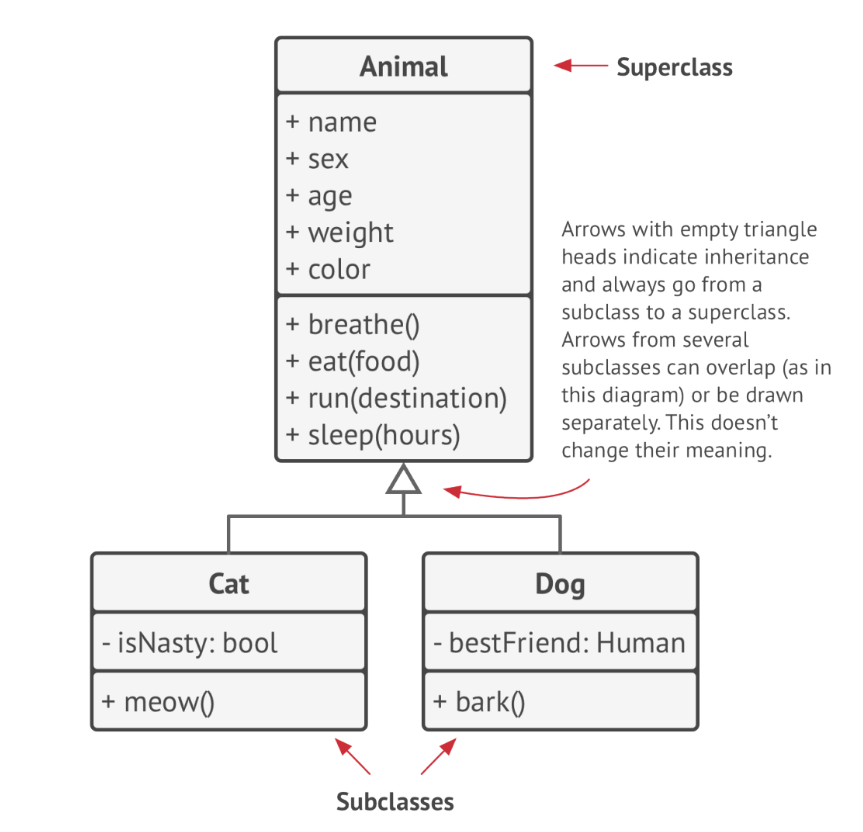 Animal
Superclass
+ name
+ sex
+ age
+ weight
+ color
Arrows with empty triangle
heads indicate inheritance
and always go from a
subclass to a superclass.
Arrows from several
subclasses can overlap (as in
this diagram) or be drawn
separately. This doesn’t
change their meaning.
+ breathe()
+ eat(food)
+ run(destination)
+ sleep(hours)
Cat
- isNasty: bool
+ meow()
Dog
- bestFriend: Human
+ bark()
Subclasses